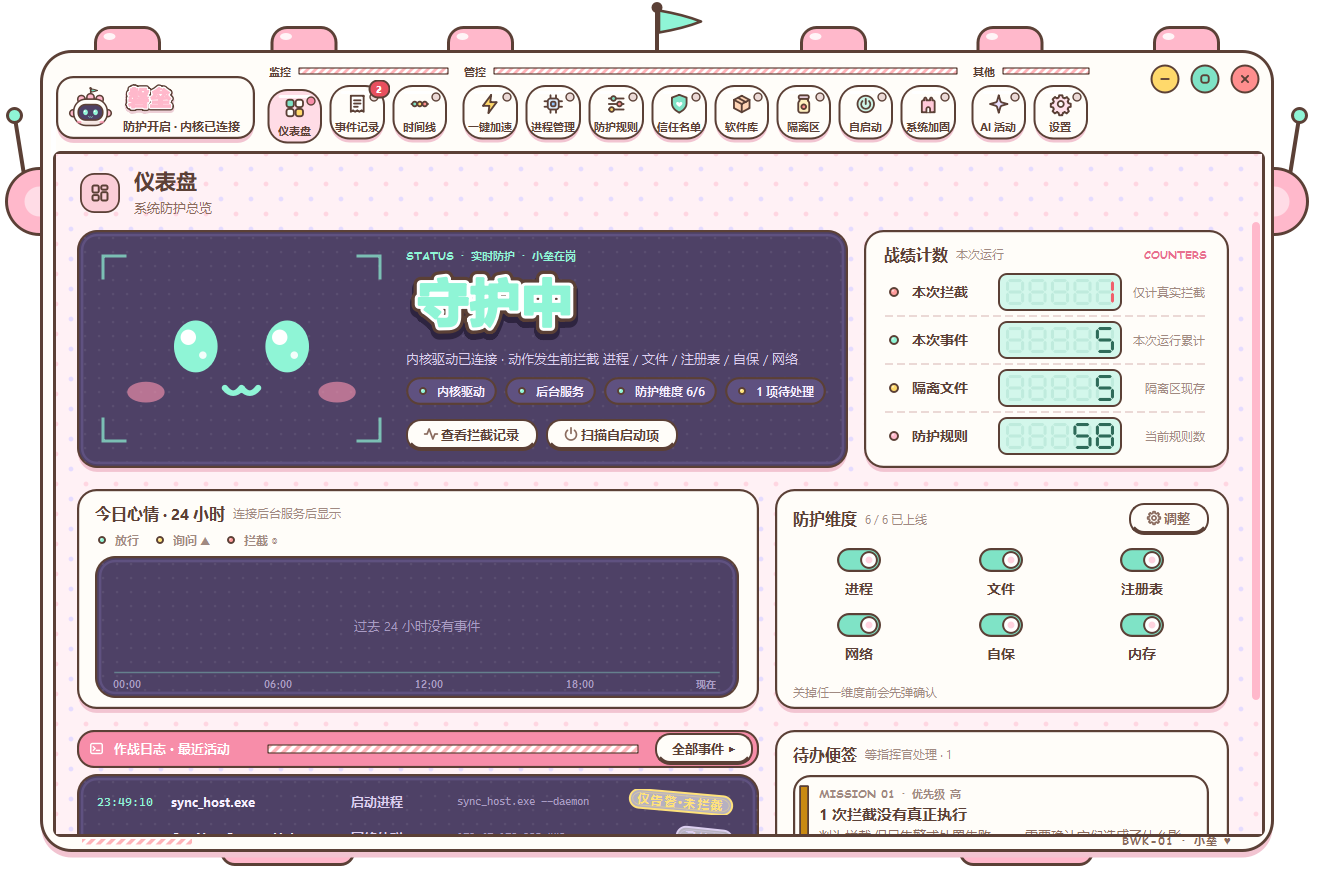 监控
管控
其他
磐垒
防护开启 · 内核已连接
仪表盘
2
事件记录
时间线
一键加速
进程管理
防护规则
信任名单
软件库
隔离区
自启动
系统加固
AI 活动
设置
仪表盘
系统防护总览
STATUS · 实时防护 · 小垒在岗
守护中
内核驱动已连接 · 动作发生前拦截 进程 / 文件 / 注册表 / 自保 / 网络
内核驱动
后台服务
防护维度 6/6
1 项待处理
查看拦截记录
扫描自启动项
战绩计数 本次运行 COUNTERS
本次拦截 1 仅计真实拦截
本次事件 5 本次运行累计
隔离文件 5 隔离区现存
防护规则 58 当前规则数
今日心情 · 24 小时 连接后台服务后显示
放行 询问 ▲ 拦截 ◇
过去 24 小时没有事件
00:00 06:00 12:00 18:00 现在
防护维度 6 / 6 已上线 调整
进程 文件 注册表
网络 自保 内存
关掉任一维度前会先弹确认
作战日志 · 最近活动 全部事件 ▸
23:49:10 sync_host.exe 启动进程 sync_host.exe --daemon 仅告警·未拦截
待办便签 等指挥官处理 · 1
MISSION 01 · 优先级 高
1 次拦截没有真正执行
BWK-01 · 小垒 ♥